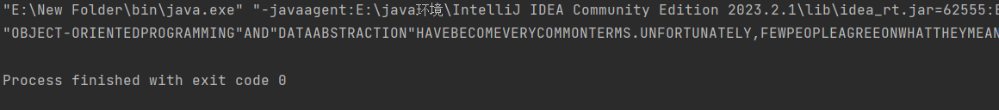 "E:\New Folder\bin\java.exe" "-javaagent:E:\java环境\IntelliJ IDEA Community Edition 2023.2.1\lib\idea_rt.jar=62555:E
"OBJECT-ORIENTEDPROGRAMMING"AND"DATAABSTRACTION"HAVEBECOMEVERYCOMMONTERMS.UNFORTUNATELY,FEWPEOPLEAGREEONWHATTHEYMEAN
Process finished with exit code 0